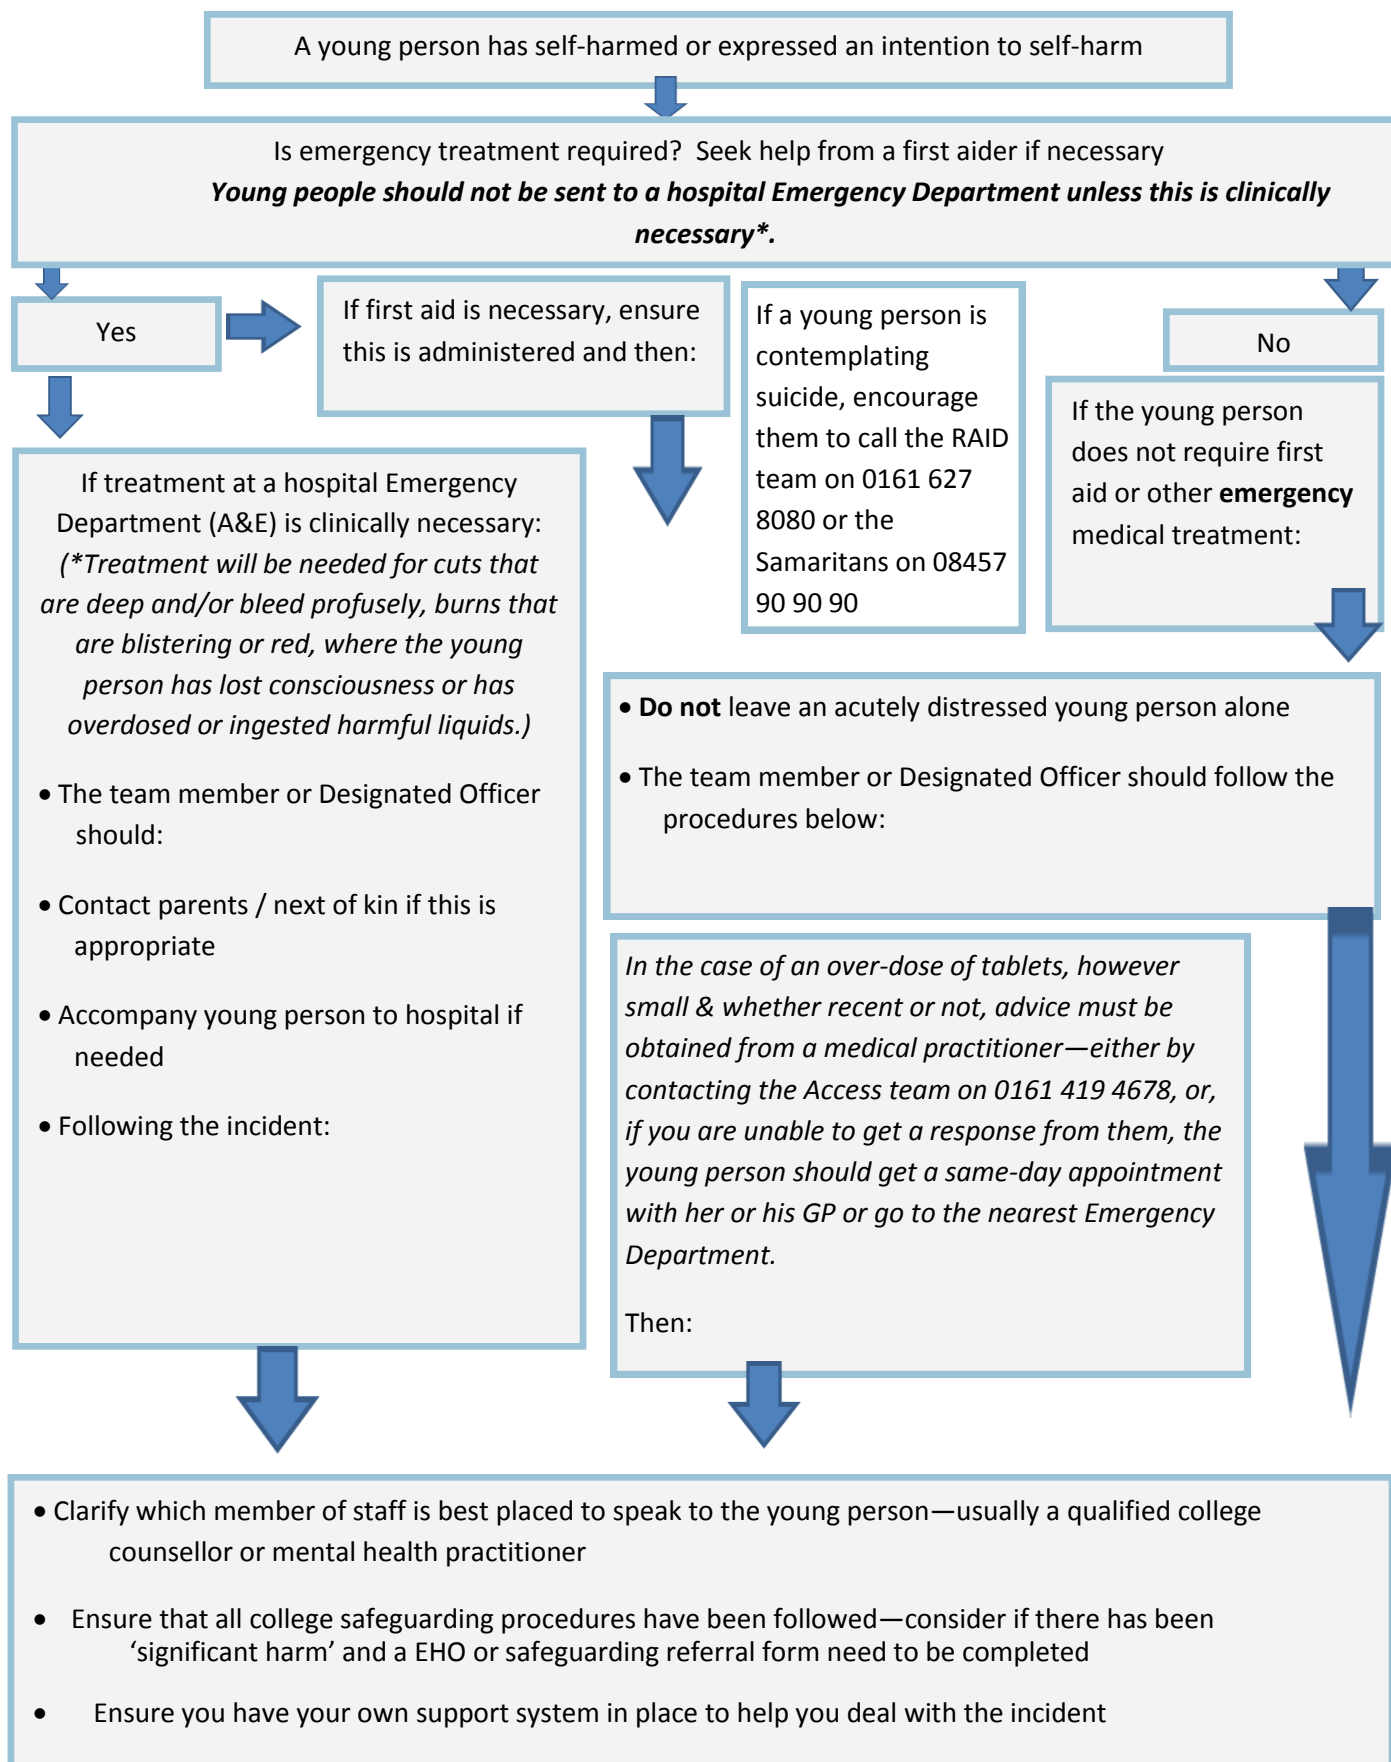 A young person has self-harmed or expressed an intention to self-harm
Is emergency treatment required?  Seek help from a first aider if necessary
Young people should not be sent to a hospital Emergency Department unless this is clinically
necessary*.
Yes
If first aid is necessary, ensure
this is administered and then:
If a young person is
contemplating
suicide, encourage
them to call the RAID
team on 0161 627
8080 or the
Samaritans on 08457
90 90 90
No
If the young person
does not require first
aid or other emergency
medical treatment:
If treatment at a hospital Emergency
Department (A&E) is clinically necessary:
(*Treatment will be needed for cuts that
are deep and/or bleed profusely, burns that
are blistering or red, where the young
person has lost consciousness or has
overdosed or ingested harmful liquids.)
• The team member or Designated Officer
should:
• Contact parents / next of kin if this is
appropriate
• Accompany young person to hospital if
needed
• Following the incident:
• Do not leave an acutely distressed young person alone
• The team member or Designated Officer should follow the
procedures below:
In the case of an over-dose of tablets, however
small & whether recent or not, advice must be
obtained from a medical practitioner—either by
contacting the Access team on 0161 419 4678, or,
if you are unable to get a response from them, the
young person should get a same-day appointment
with her or his GP or go to the nearest Emergency
Department.
Then:
• Clarify which member of staff is best placed to speak to the young person—usually a qualified college
counsellor or mental health practitioner
• Ensure that all college safeguarding procedures have been followed—consider if there has been
‘significant harm’ and a EHO or safeguarding referral form need to be completed
• Ensure you have your own support system in place to help you deal with the incident